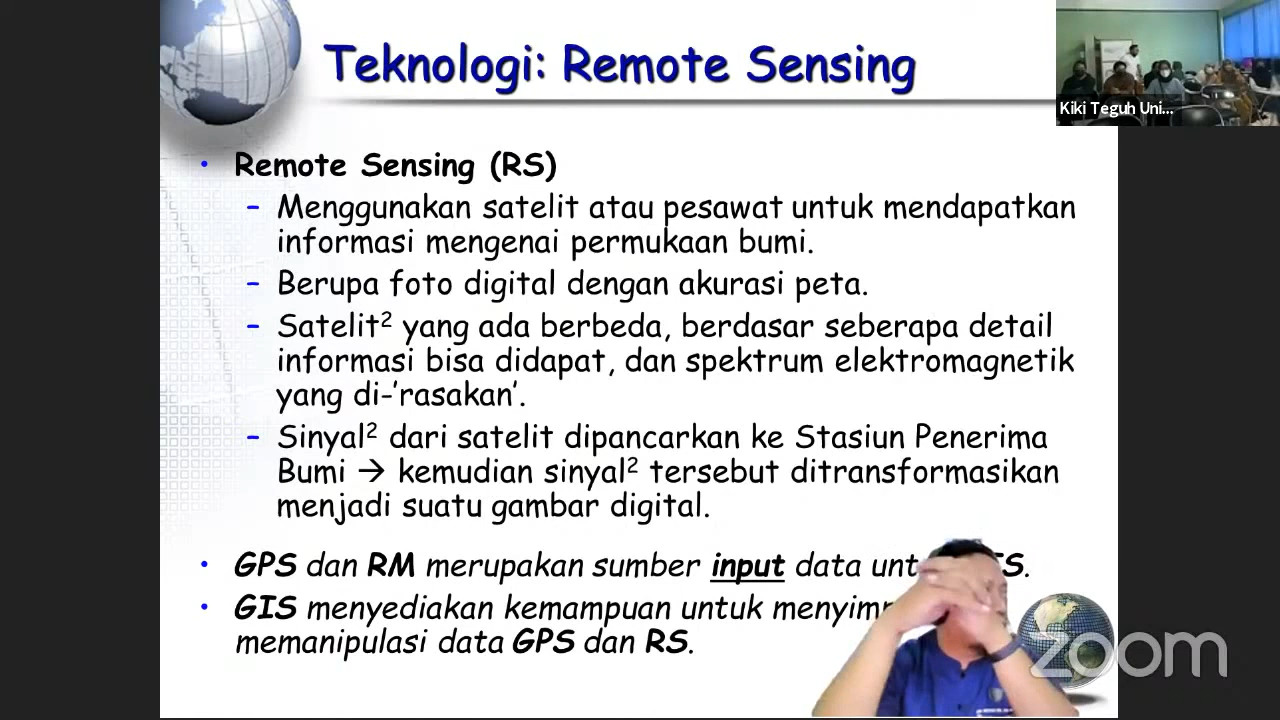 Teknologi: Remote Sensing
Kiki Teguh Uni...
• Remote Sensing (RS)
– Menggunakan satelit atau pesawat untuk mendapatkan
informasi mengenai permukaan bumi.
– Berupa foto digital dengan akurasi peta.
– Satelit² yang ada berbeda, berdasar seberapa detail
informasi bisa didapat, dan spektrum elektromagnetik
yang di-’rasakan’.
– Sinyal² dari satelit dipancarkan ke Stasiun Penerima
Bumi → kemudian sinyal² tersebut ditransformasikan
menjadi suatu gambar digital.
• GPS dan RM merupakan sumber input data
• GIS menyediakan kemampuan untuk
memanipulasi data GPS dan RS.
zoom